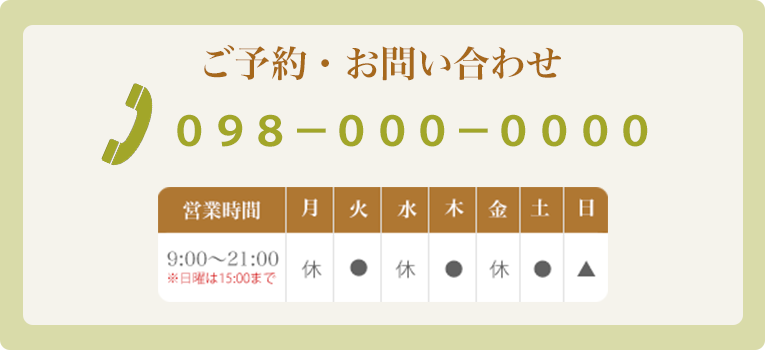 ご予約・お問い合わせ
098-000-0000
営業時間 月 火 水 木 金 土 日
9:00〜21:00 休 ● 休 ● 休 ● ▲
※日曜は15:00まで